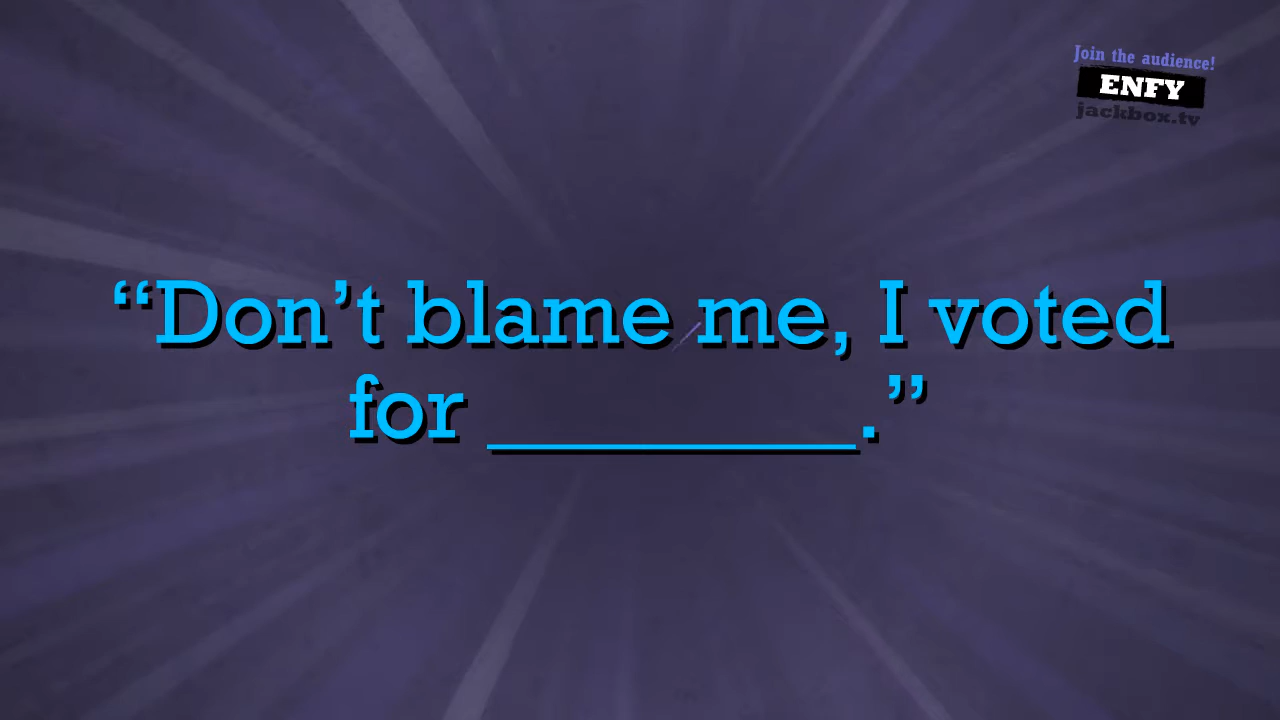 Join the audience!
ENFY
jackbox.tv
“Don’t blame me, I voted
for ________.”